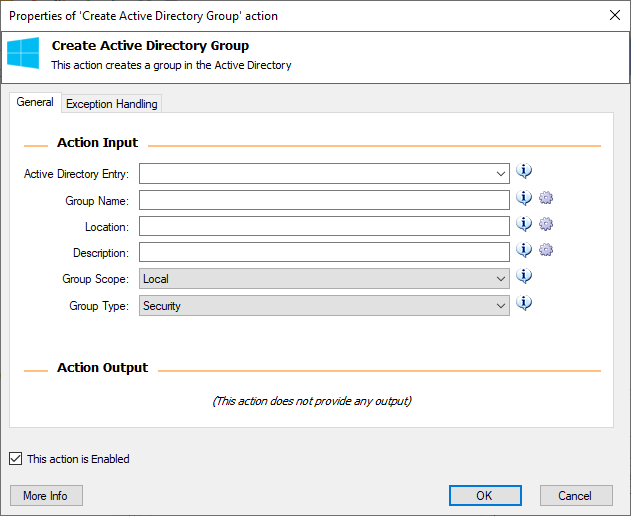 Properties of 'Create Active Directory Group' action
Create Active Directory Group
This action creates a group in the Active Directory
General
Exception Handling
Action Input
Active Directory Entry:
Group Name:
Location:
Description:
Group Scope: Local
Group Type: Security
Action Output
(This action does not provide any output)
This action is Enabled
More Info
OK
Cancel